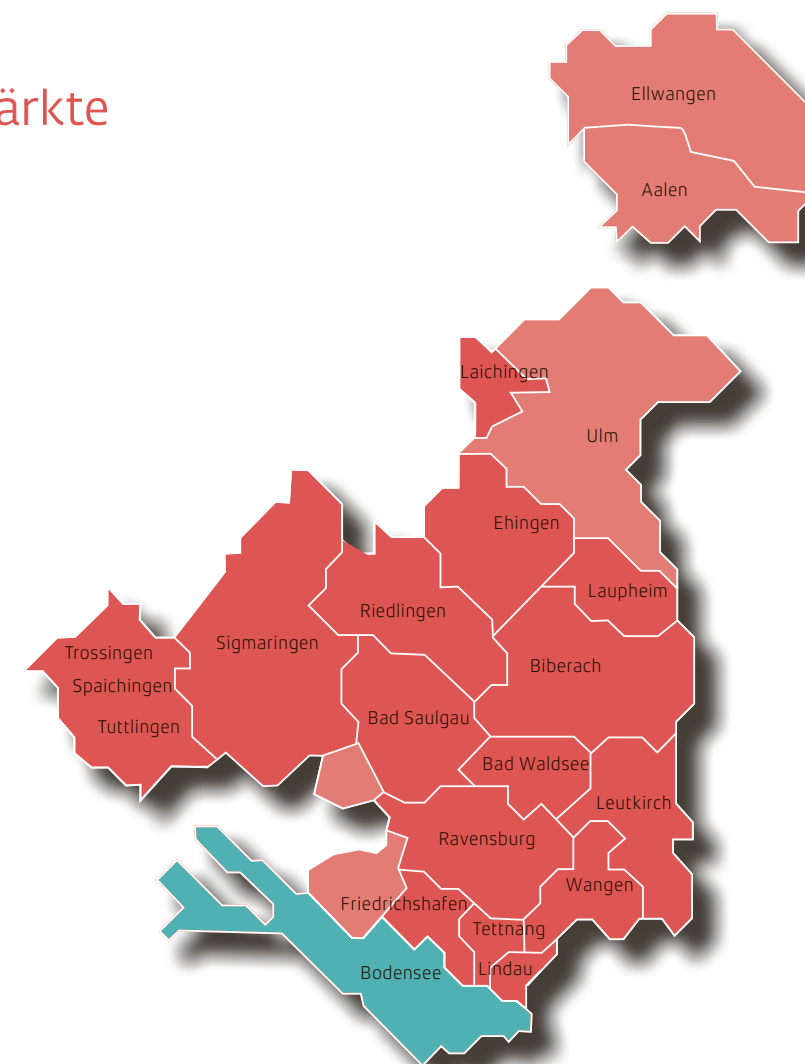 ärkte
Ellwangen
Aalen
Laichingen
Ulm
Ehingen
Laupheim
Riedlingen
Sigmaringen
Trossingen
Biberach
Spaichingen
Bad Saulgau
Tuttlingen
Bad Waldsee
Leutkirch
Ravensburg
Wangen
Friedrichshafen
Tettnang
Lindau
Bodensee